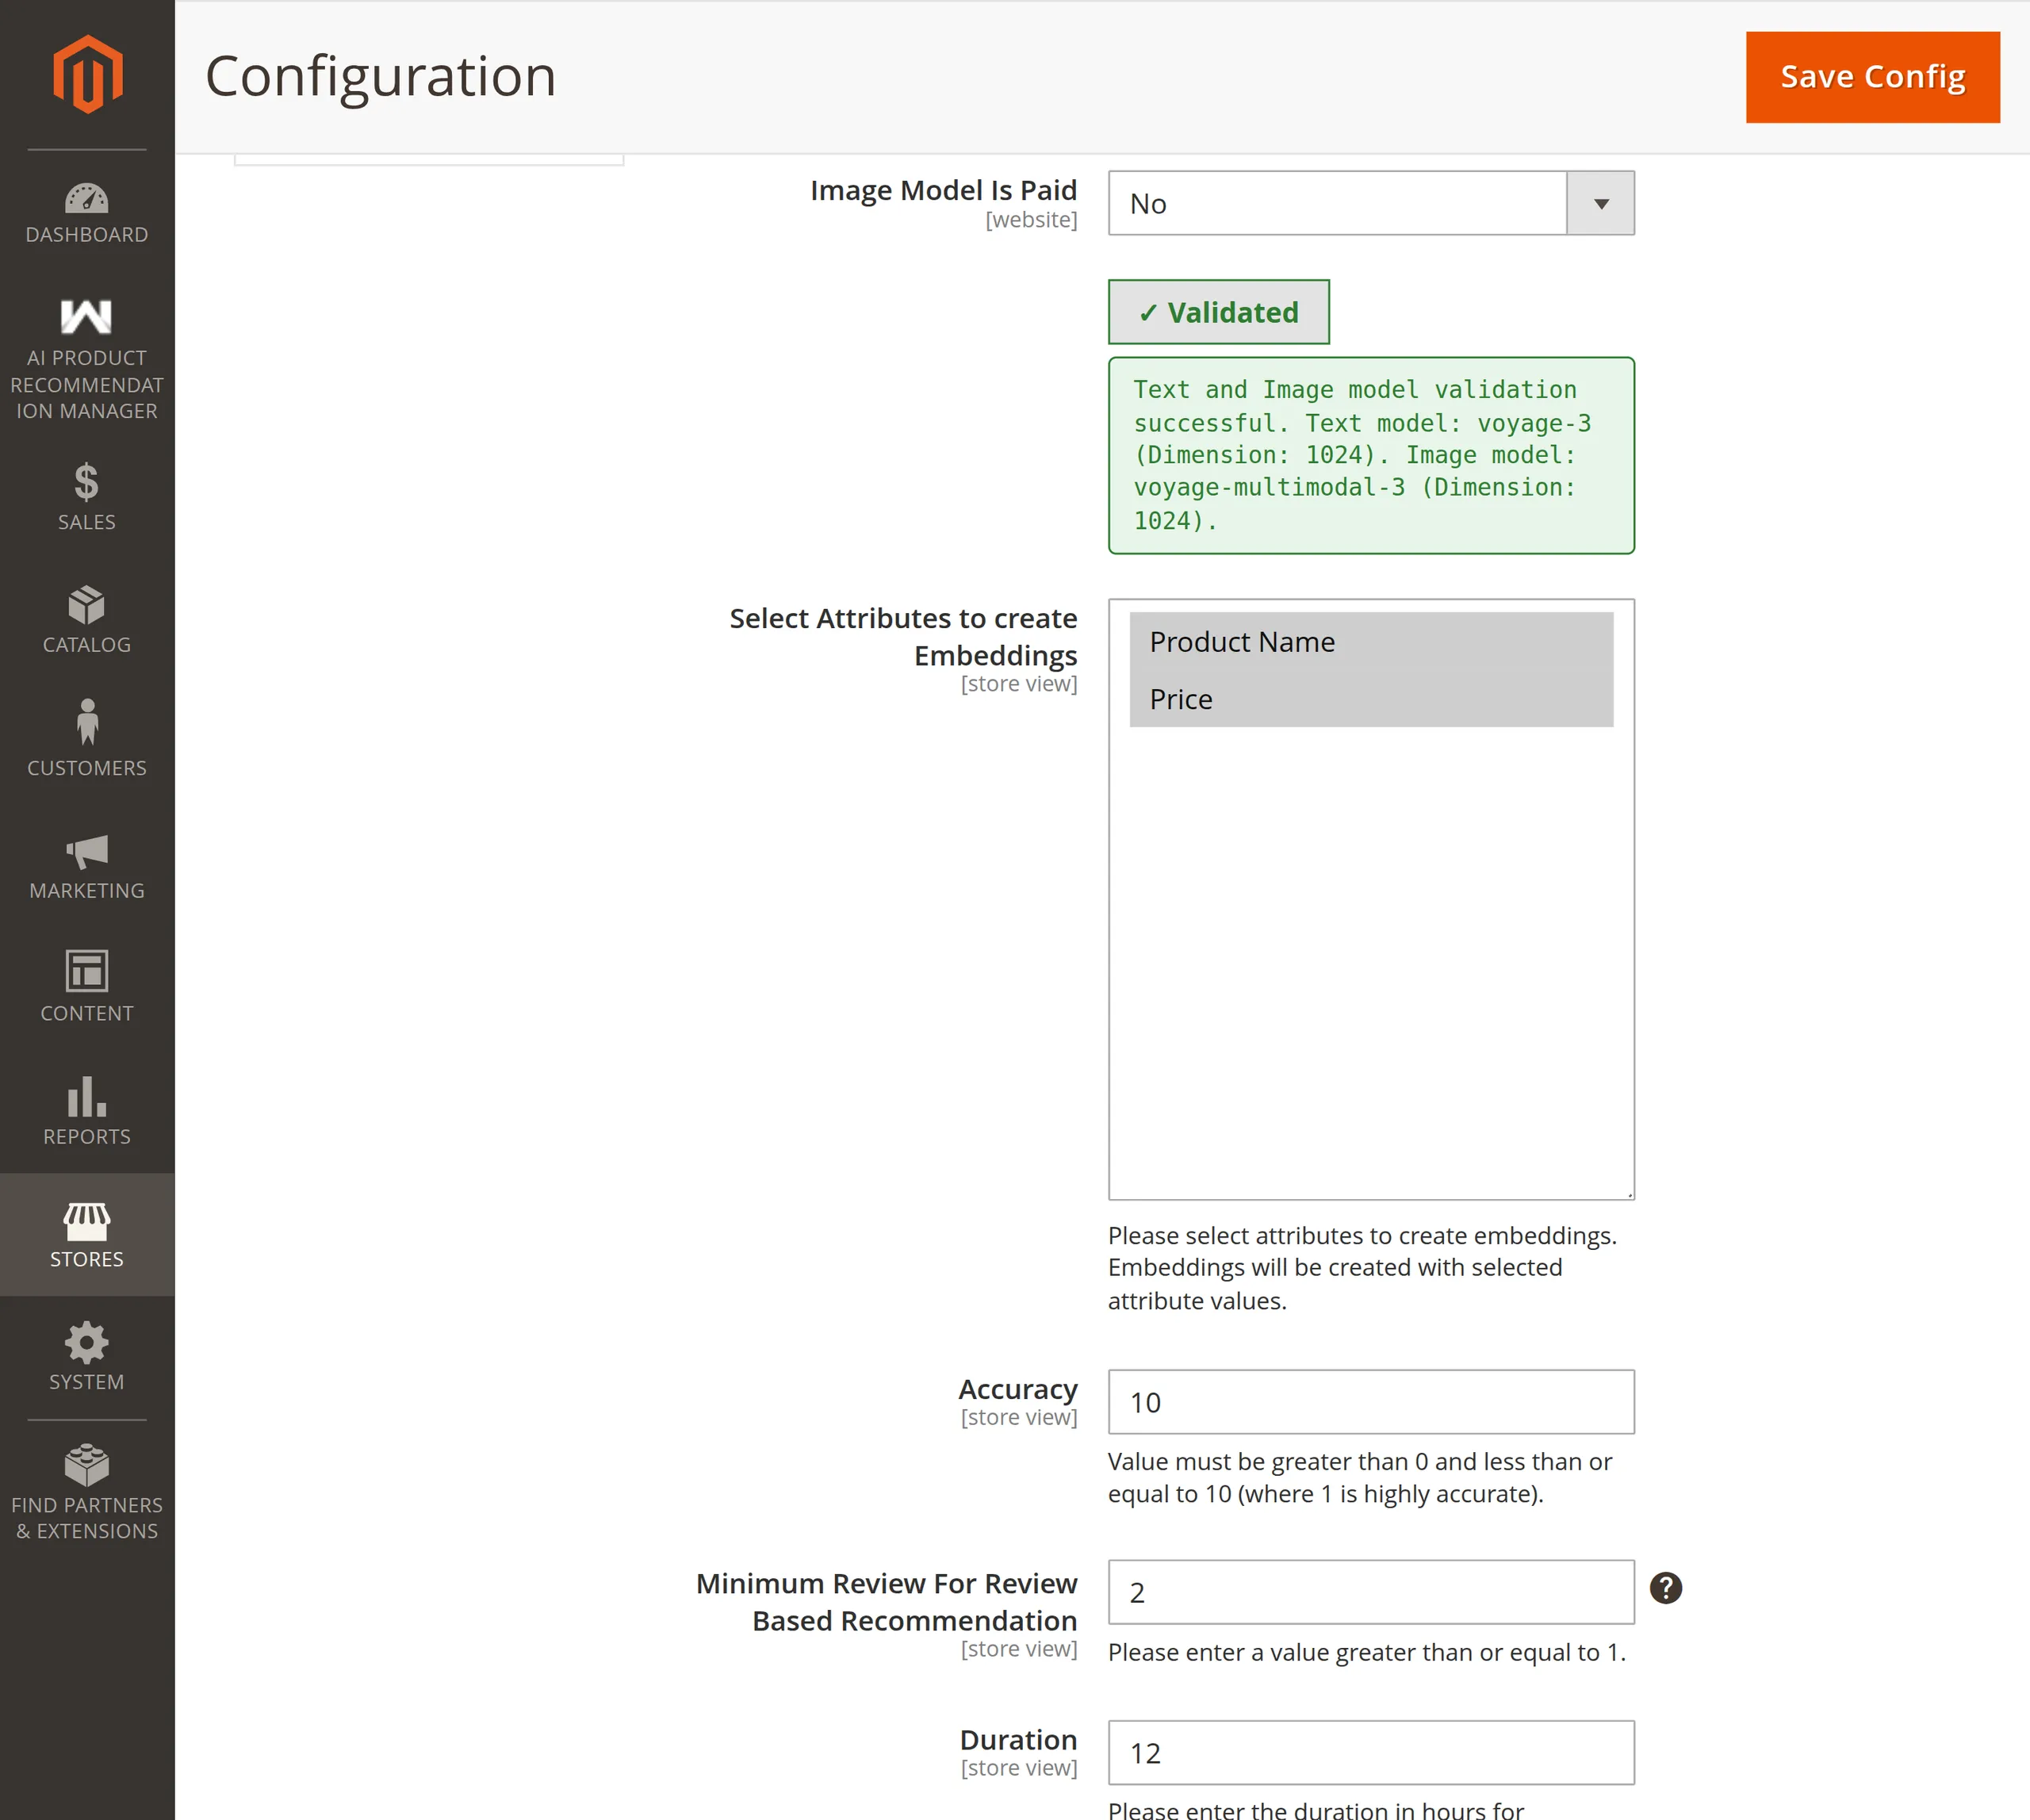 Configuration
Save Config
DASHBOARD
AI PRODUCT
RECOMMENDAT
ION MANAGER
SALES
CATALOG
CUSTOMERS
MARKETING
CONTENT
REPORTS
STORES
SYSTEM
FIND PARTNERS
& EXTENSIONS
Image Model Is Paid
[website]
No
✓ Validated
Text and Image model validation
successful. Text model: voyage-3
(Dimension: 1024). Image model:
voyage-multimodal-3 (Dimension:
1024).
Select Attributes to create
Embeddings
[store view]
Product Name
Price
Please select attributes to create embeddings.
Embeddings will be created with selected
attribute values.
Accuracy
[store view]
10
Value must be greater than 0 and less than or
equal to 10 (where 1 is highly accurate).
Minimum Review For Review
Based Recommendation
[store view]
2
?
Please enter a value greater than or equal to 1.
Duration
[store view]
12
Please enter the duration in hours for